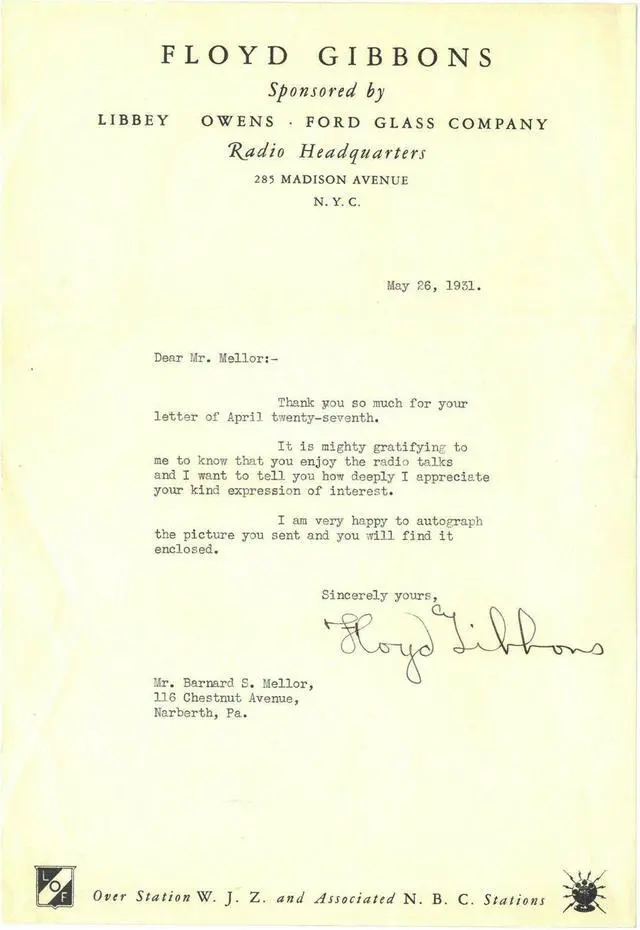 FLOYD GIBBONS
Sponsored by
LIBBEY OWENS · FORD GLASS COMPANY
Radio Headquarters
285 MADISON AVENUE
N. Y. C.
May 26, 1931.
Dear Mr. Mellor:-
Thank you so much for your
letter of April twenty-seventh.
It is mighty gratifying to
me to know that you enjoy the radio talks
and I want to tell you how deeply I appreciate
your kind expression of interest.
I am very happy to autograph
the picture you sent and you will find it
enclosed.
Sincerely yours,
Floyd Gibbons
Mr. Barnard S. Mellor,
116 Chestnut Avenue,
Narberth, Pa.
LOF
Over Station W. J. Z. and Associated N. B. C. Stations